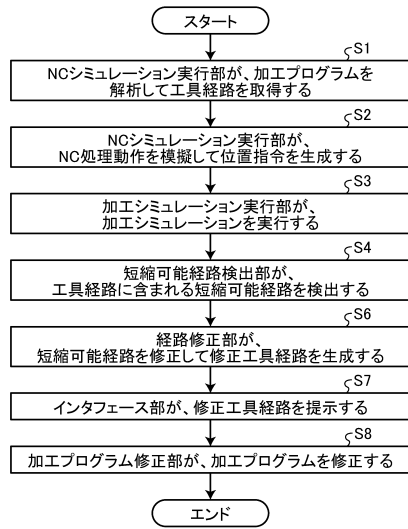 スタート
S1
NCシミュレーション実行部が、加工プログラムを
解析して工具経路を取得する
S2
NCシミュレーション実行部が、
NC処理動作を模擬して位置指令を生成する
S3
加工シミュレーション実行部が、
加工シミュレーションを実行する
S4
短縮可能経路検出部が、
工具経路に含まれる短縮可能経路を検出する
S6
経路修正部が、
短縮可能経路を修正して修正工具経路を生成する
S7
インタフェース部が、修正工具経路を提示する
S8
加工プログラム修正部が、加工プログラムを修正する
エンド